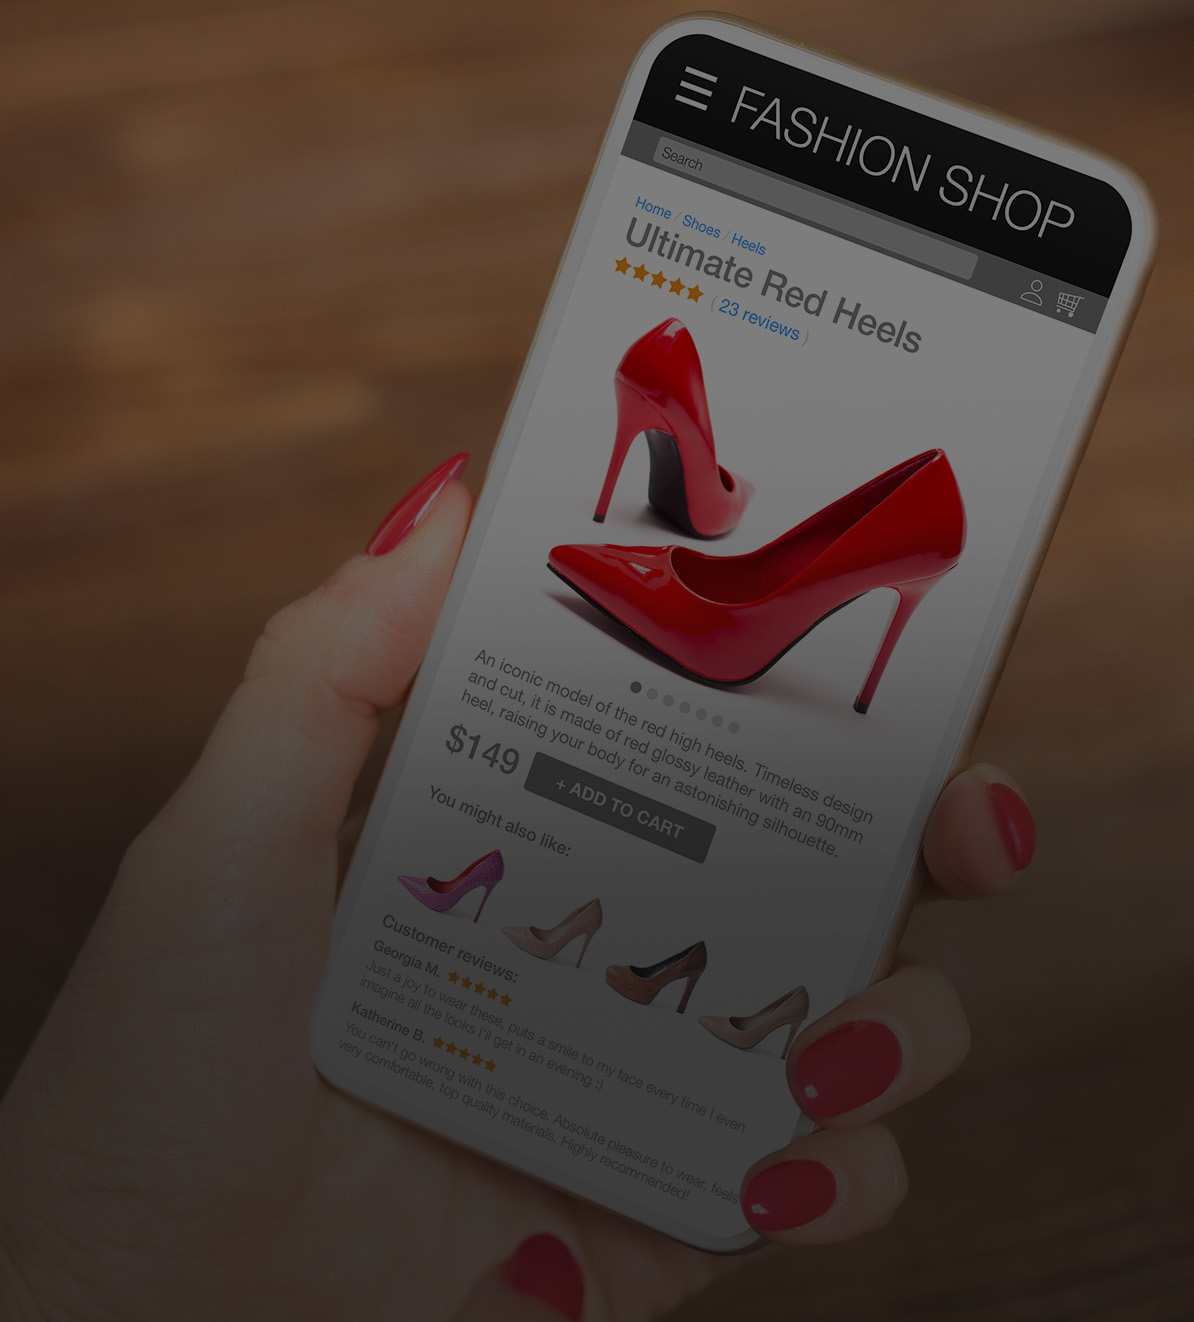 FASHION SHOP
Search
Home / Shoes / Heels
Ultimate Red Heels
( 23 reviews )
An iconic model of the red high heels. Timeless design
and cut, it is made of red glossy leather with an 90mm
heel, raising your body for an astonishing silhouette.
$149
+ ADD TO CART
You might also like:
Customer reviews:
Georgia M.
Just a joy to wear these, puts a smile to my face every time I even
imagine all the looks I'll get in an evening :)
Katherine B.
You can't go wrong with this choice. Absolute pleasure to wear, feels
very comfortable, top quality materials. Highly recommended!